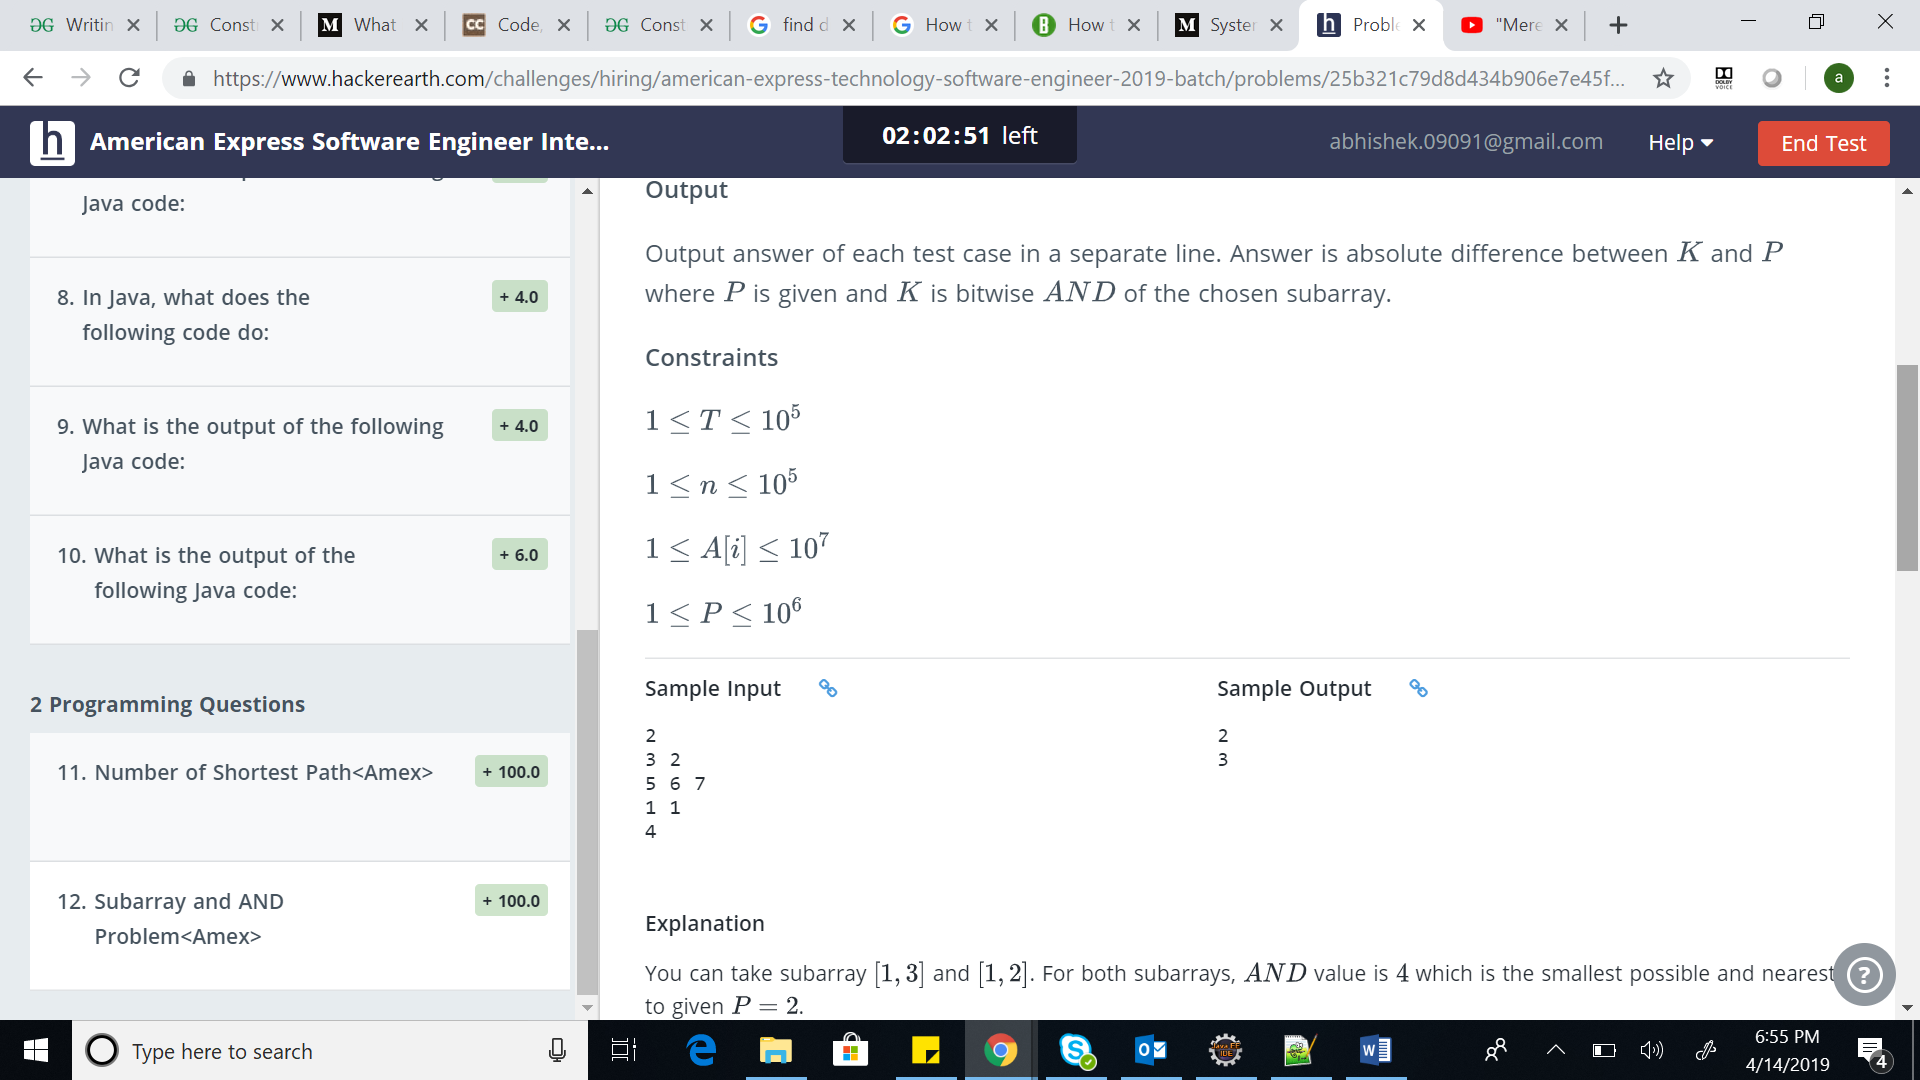 Writin
Const
What
Code,
Const
find d
How t
How t
System
Proble
"Mere
https://www.hackerearth.com/challenges/hiring/american-express-technology-software-engineer-2019-batch/problems/25b321c79d8d434b906e7e45f...
American Express Software Engineer Inte...
02:02:51 left
abhishek.09091@gmail.com
Help
End Test
Java code:
8. In Java, what does the + 4.0
following code do:
9. What is the output of the following + 4.0
Java code:
10. What is the output of the + 6.0
following Java code:
2 Programming Questions
11. Number of Shortest Path<Amex> + 100.0
12. Subarray and AND + 100.0
Problem<Amex>
Output
Output answer of each test case in a separate line. Answer is absolute difference between K and P
where P is given and K is bitwise AND of the chosen subarray.
Constraints
1 ≤ T ≤ 10⁵
1 ≤ n ≤ 10⁵
1 ≤ A[i] ≤ 10⁷
1 ≤ P ≤ 10⁶
Sample Input
2
3 2
5 6 7
1 1
4
Sample Output
2
3
Explanation
You can take subarray [1, 3] and [1, 2]. For both subarrays, AND value is 4 which is the smallest possible and nearest
to given P = 2.
Type here to search
6:55 PM
4/14/2019
4